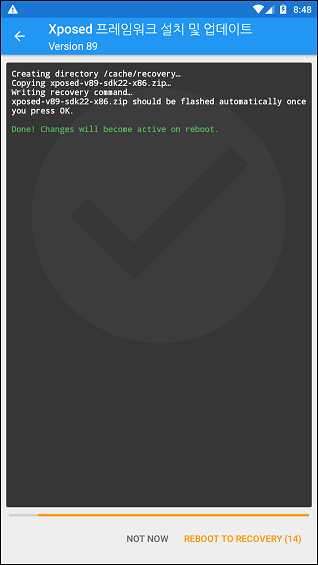 8:48
Xposed 프레임워크 설치 및 업데이트
Version 89
Creating directory /cache/recovery…
Copying xposed-v89-sdk22-x86.zip…
Writing recovery command…
xposed-v89-sdk22-x86.zip should be flashed automatically once
you press OK.
Done! Changes will become active on reboot.
NOT NOW REBOOT TO RECOVERY (14)